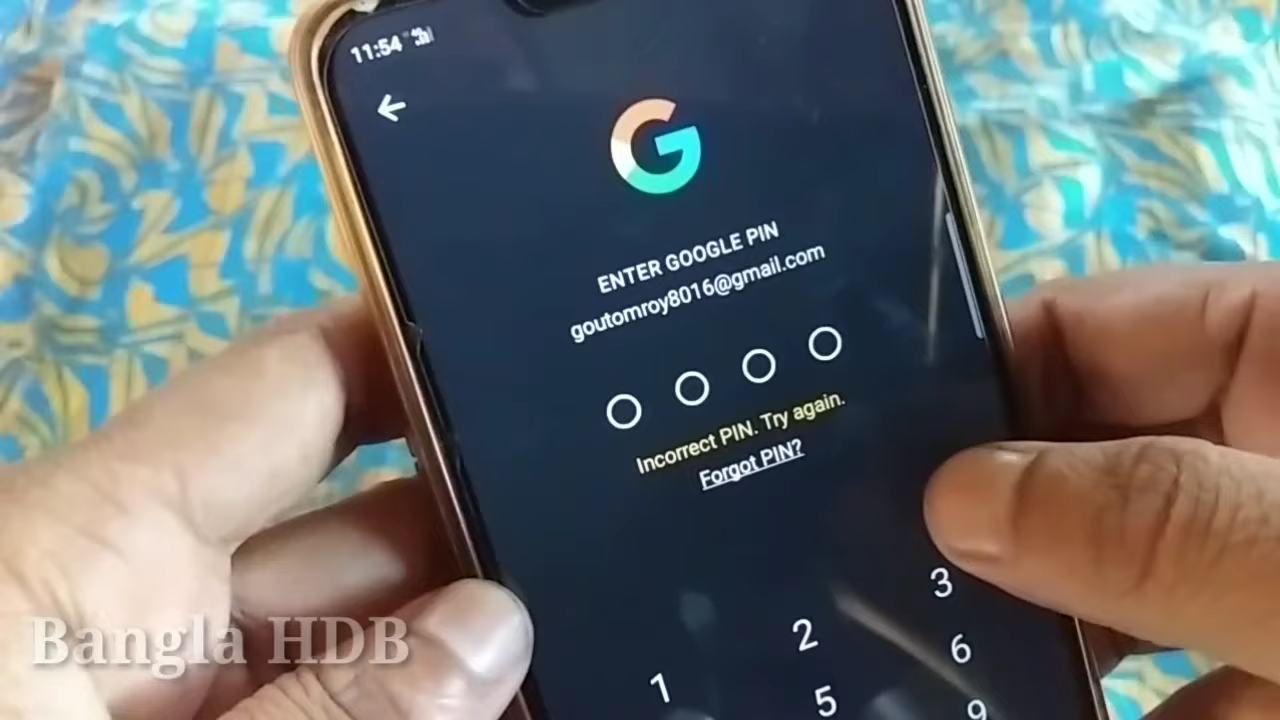 11:54
ENTER GOOGLE PIN
goutomroy8016@gmail.com
Incorrect PIN. Try again.
Forgot PIN?
1 2 3
5 6
9
Bangla HDB